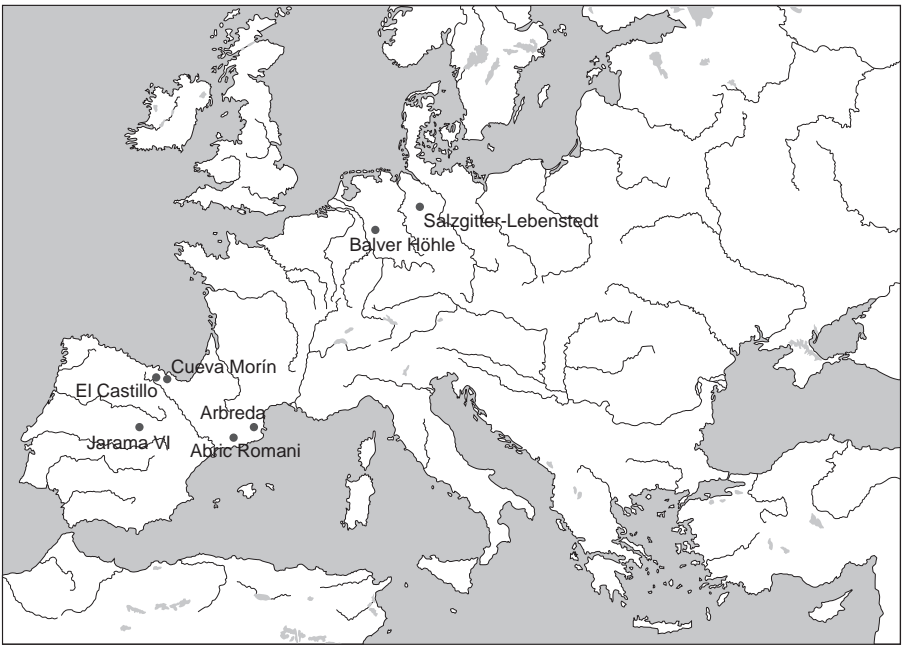 Salzgitter-Lebenstedt
Balver Höhle
Cueva Morín
El Castillo
Arbreda
Jarama VI
Abric Romani